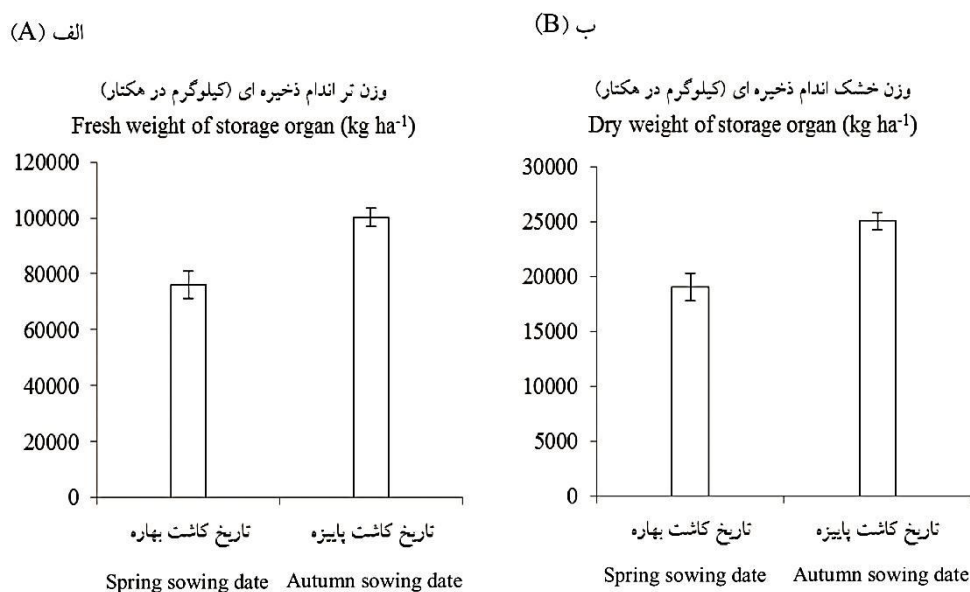 الف (A)
وزن تر اندام ذخیره ای (کیلوگرم در هکتار)
Fresh weight of storage organ (kg ha⁻¹)
120000
100000
80000
60000
40000
20000
0
تاریخ کاشت بهاره
تاریخ کاشت پاییزه
Spring sowing date
Autumn sowing date
ب (B)
وزن خشک اندام ذخیره ای (کیلوگرم در هکتار)
Dry weight of storage organ (kg ha⁻¹)
30000
25000
20000
15000
10000
5000
0
تاریخ کاشت بهاره
تاریخ کاشت پاییزه
Spring sowing date
Autumn sowing date